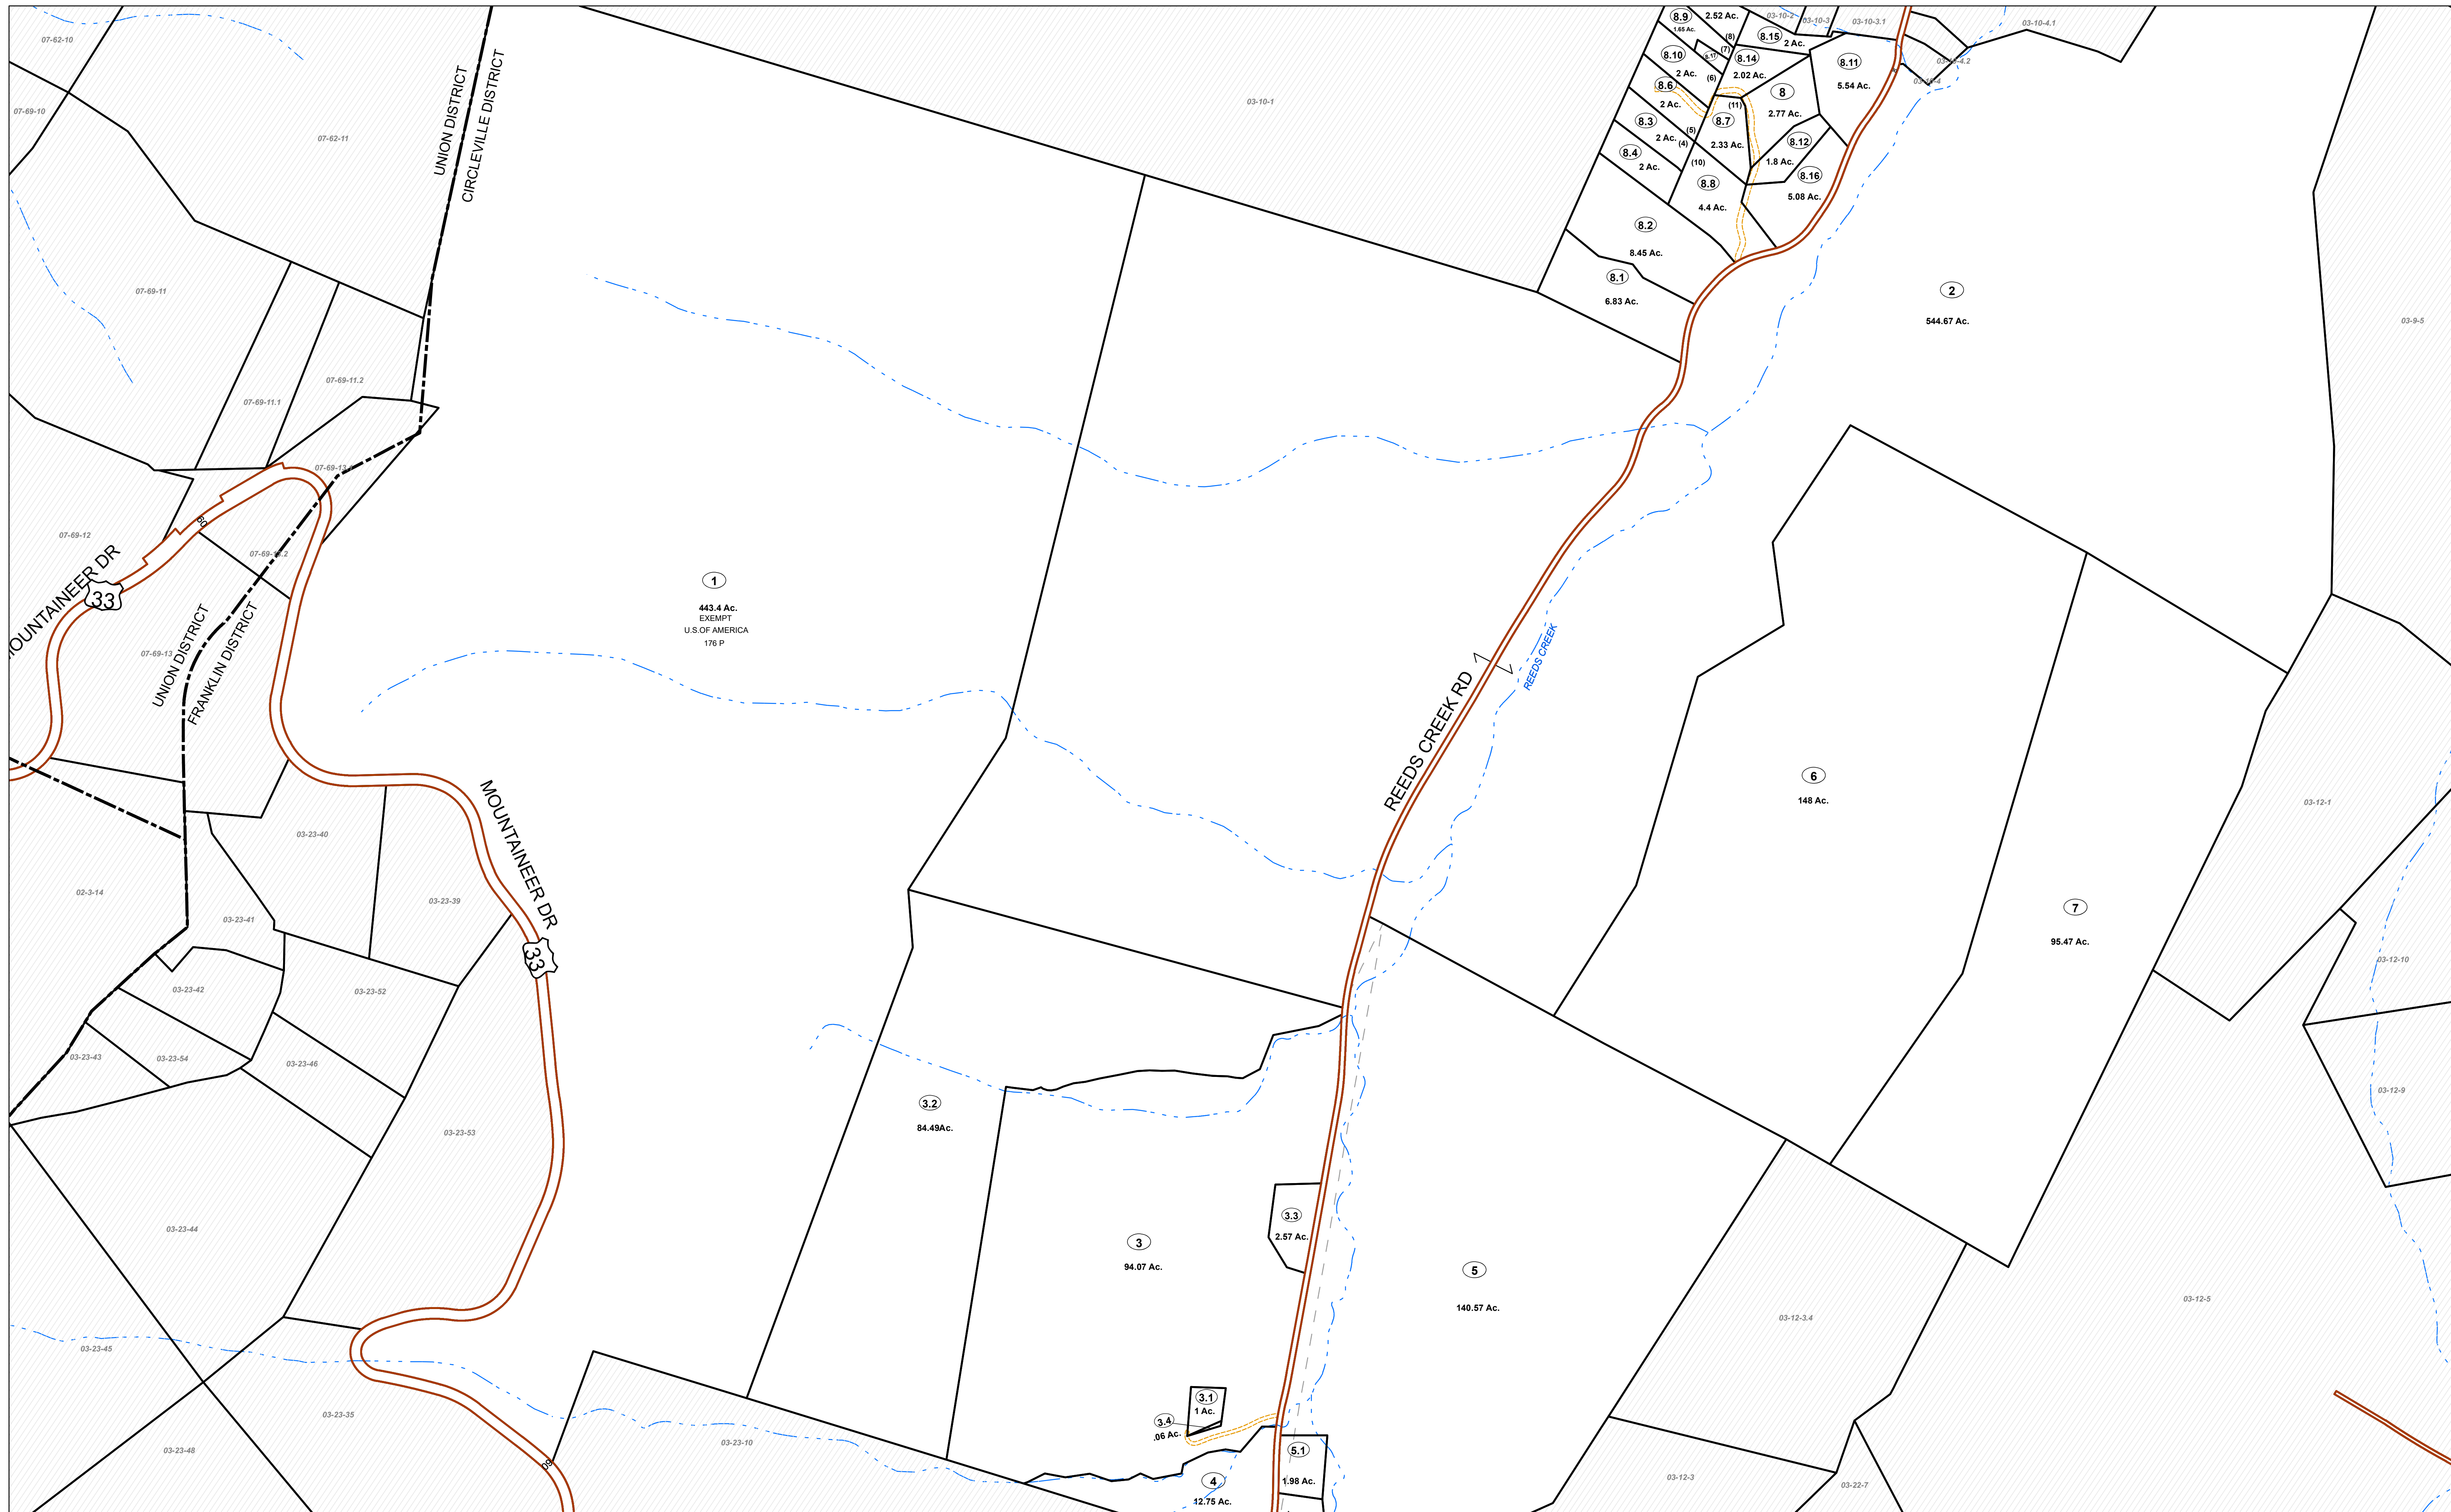 07-62-10
07-69-10
07-62-11
UNION DISTRICT
CIRCLEVILLE DISTRICT
07-69-11
07-69-11.1
07-69-11.2
07-69-12
MOUNTAINEER DR
33
07-69-13
UNION DISTRICT
FRANKLIN DISTRICT
02-3-14
03-23-40
03-23-39
03-23-41
MOUNTAINEER DR
33
03-23-42
03-23-52
03-23-43
03-23-54
03-23-46
03-23-53
03-23-44
03-23-45
03-23-35
03-23-48
60
03-23-10
1
443.4 Ac.
EXEMPT
U.S.OF AMERICA
176 P
03-10-1
8.9
1.65 Ac.
2.52 Ac.
(8)
(7)
03-10-2
03-10-3
03-10-3.1
03-10-4.1
8.15
2 Ac.
8.10
2 Ac.
8.17
(6)
8.14
2.02 Ac.
8.11
5.54 Ac.
8.6
2 Ac.
(11)
8
2.77 Ac.
8.3
2 Ac.
(5)
(4)
8.7
2.33 Ac.
8.12
1.8 Ac.
8.4
2 Ac.
(10)
8.8
4.4 Ac.
8.16
5.08 Ac.
8.2
8.45 Ac.
8.1
6.83 Ac.
2
544.67 Ac.
03-9-5
REEDS CREEK RD
REEDS CREEK
6
148 Ac.
7
95.47 Ac.
03-12-1
03-12-10
03-12-9
3.2
84.49Ac.
3
94.07 Ac.
3.3
2.57 Ac.
5
140.57 Ac.
03-12-3.4
03-12-5
3.1
1 Ac.
3.4
.06 Ac.
5.1
1.98 Ac.
4
12.75 Ac.
03-12-3
03-22-7